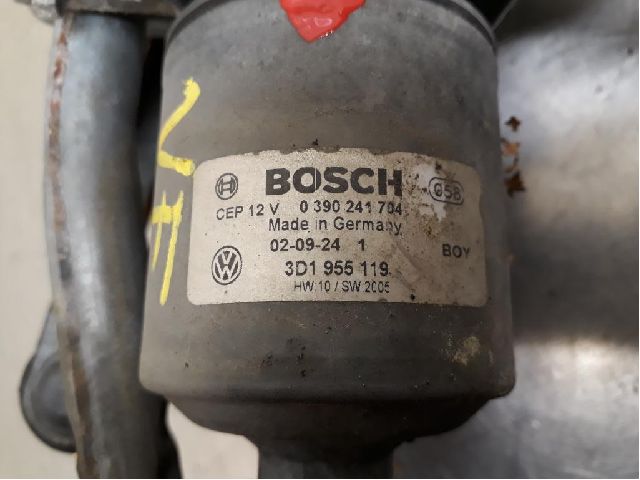 BOSCH
CEP 12 V 0 390 241 704
Made in Germany
02-09-24 1
BOY
3D1 955 119
HW:10 / SW 2005
VW